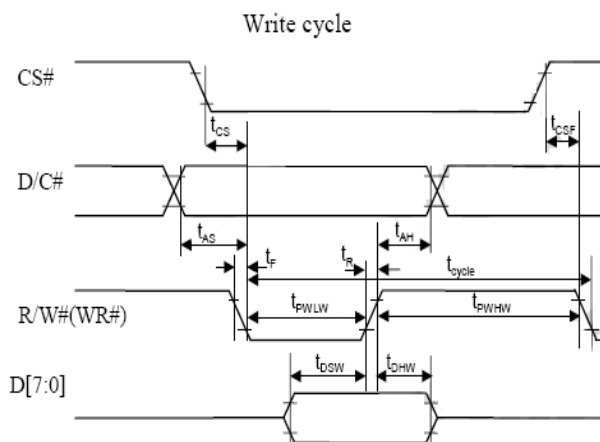 Write cycle
CS#
tCS
tCSF
D/C#
tAS
tF
tR
tAH
tcycle
R/W#(WR#)
tPWLW
tPWHW
D[7:0]
tDSW
tDHW